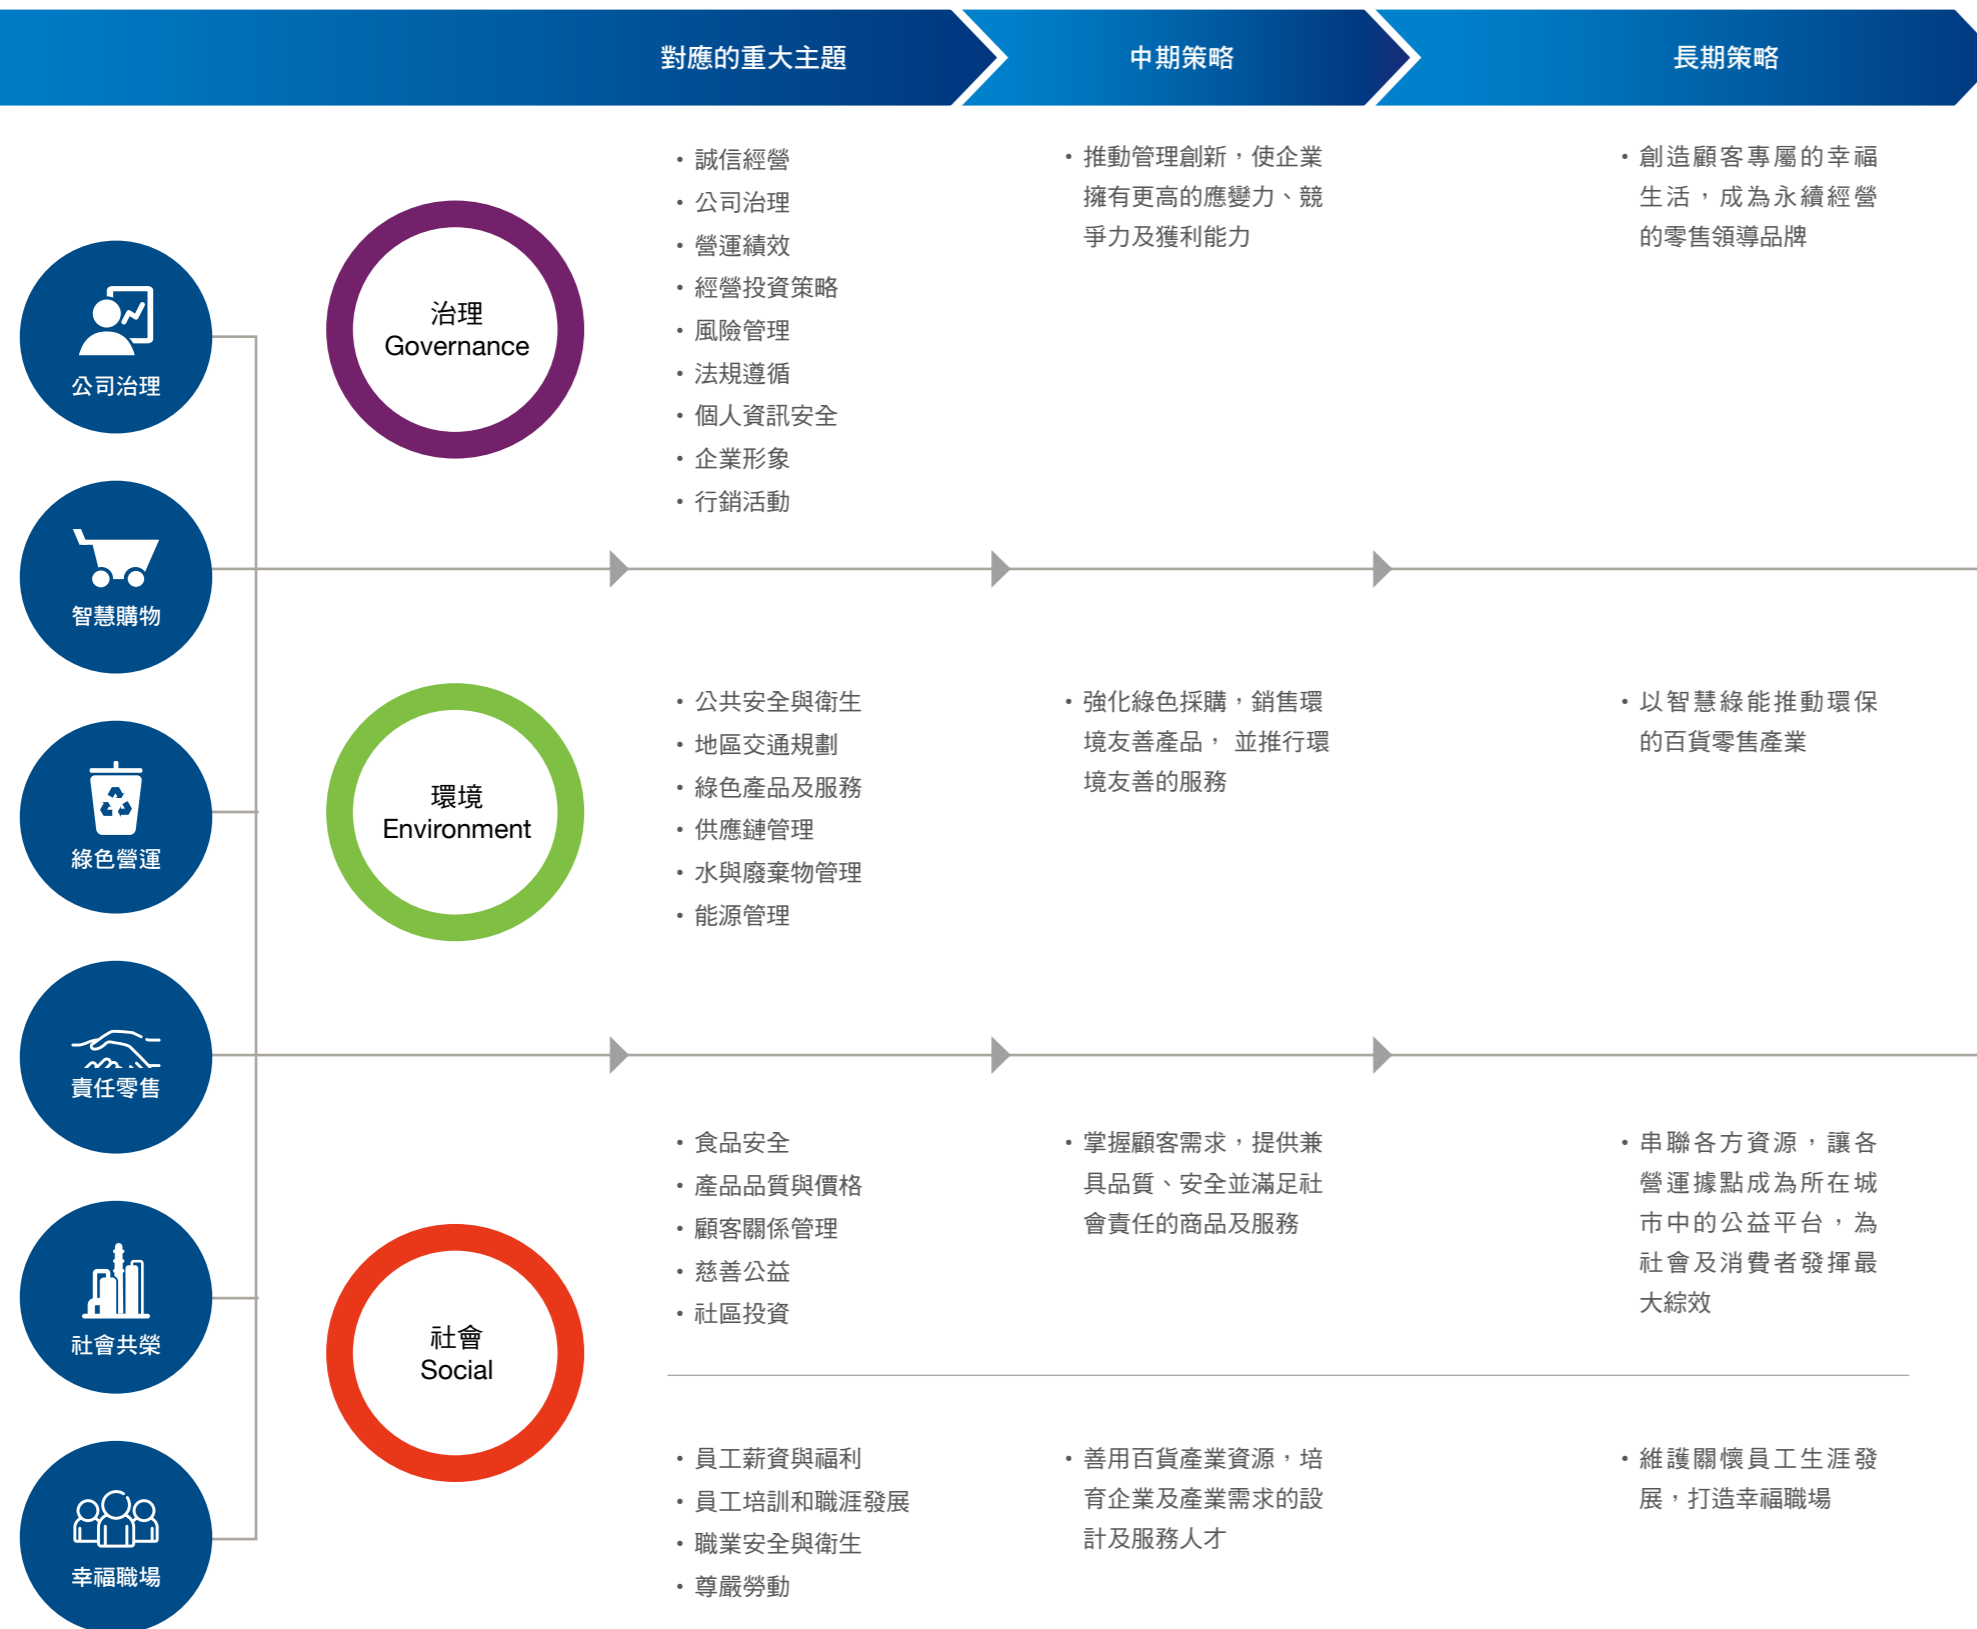 對應的重大主題
中期策略
長期策略
公司治理
智慧購物
綠色營運
責任零售
社會共榮
幸福職場
治理
Governance
・誠信經營
・公司治理
・營運績效
・經營投資策略
・風險管理
・法規遵循
・個人資訊安全
・企業形象
・行銷活動
・推動管理創新，使企業
擁有更高的應變力、競
爭力及獲利能力
・創造顧客專屬的幸福
生活，成為永續經營
的零售領導品牌
環境
Environment
・公共安全與衛生
・地區交通規劃
・綠色產品及服務
・供應鏈管理
・水與廢棄物管理
・能源管理
・強化綠色採購，銷售環
境友善產品， 並推行環
境友善的服務
・以智慧綠能推動環保
的百貨零售產業
社會
Social
・食品安全
・產品品質與價格
・顧客關係管理
・慈善公益
・社區投資
・掌握顧客需求，提供兼
具品質、安全並滿足社
會責任的商品及服務
・串聯各方資源，讓各
營運據點成為所在城
市中的公益平台，為
社會及消費者發揮最
大綜效
・員工薪資與福利
・員工培訓和職涯發展
・職業安全與衛生
・尊嚴勞動
・善用百貨產業資源，培
育企業及產業需求的設
計及服務人才
・維護關懷員工生涯發
展，打造幸福職場